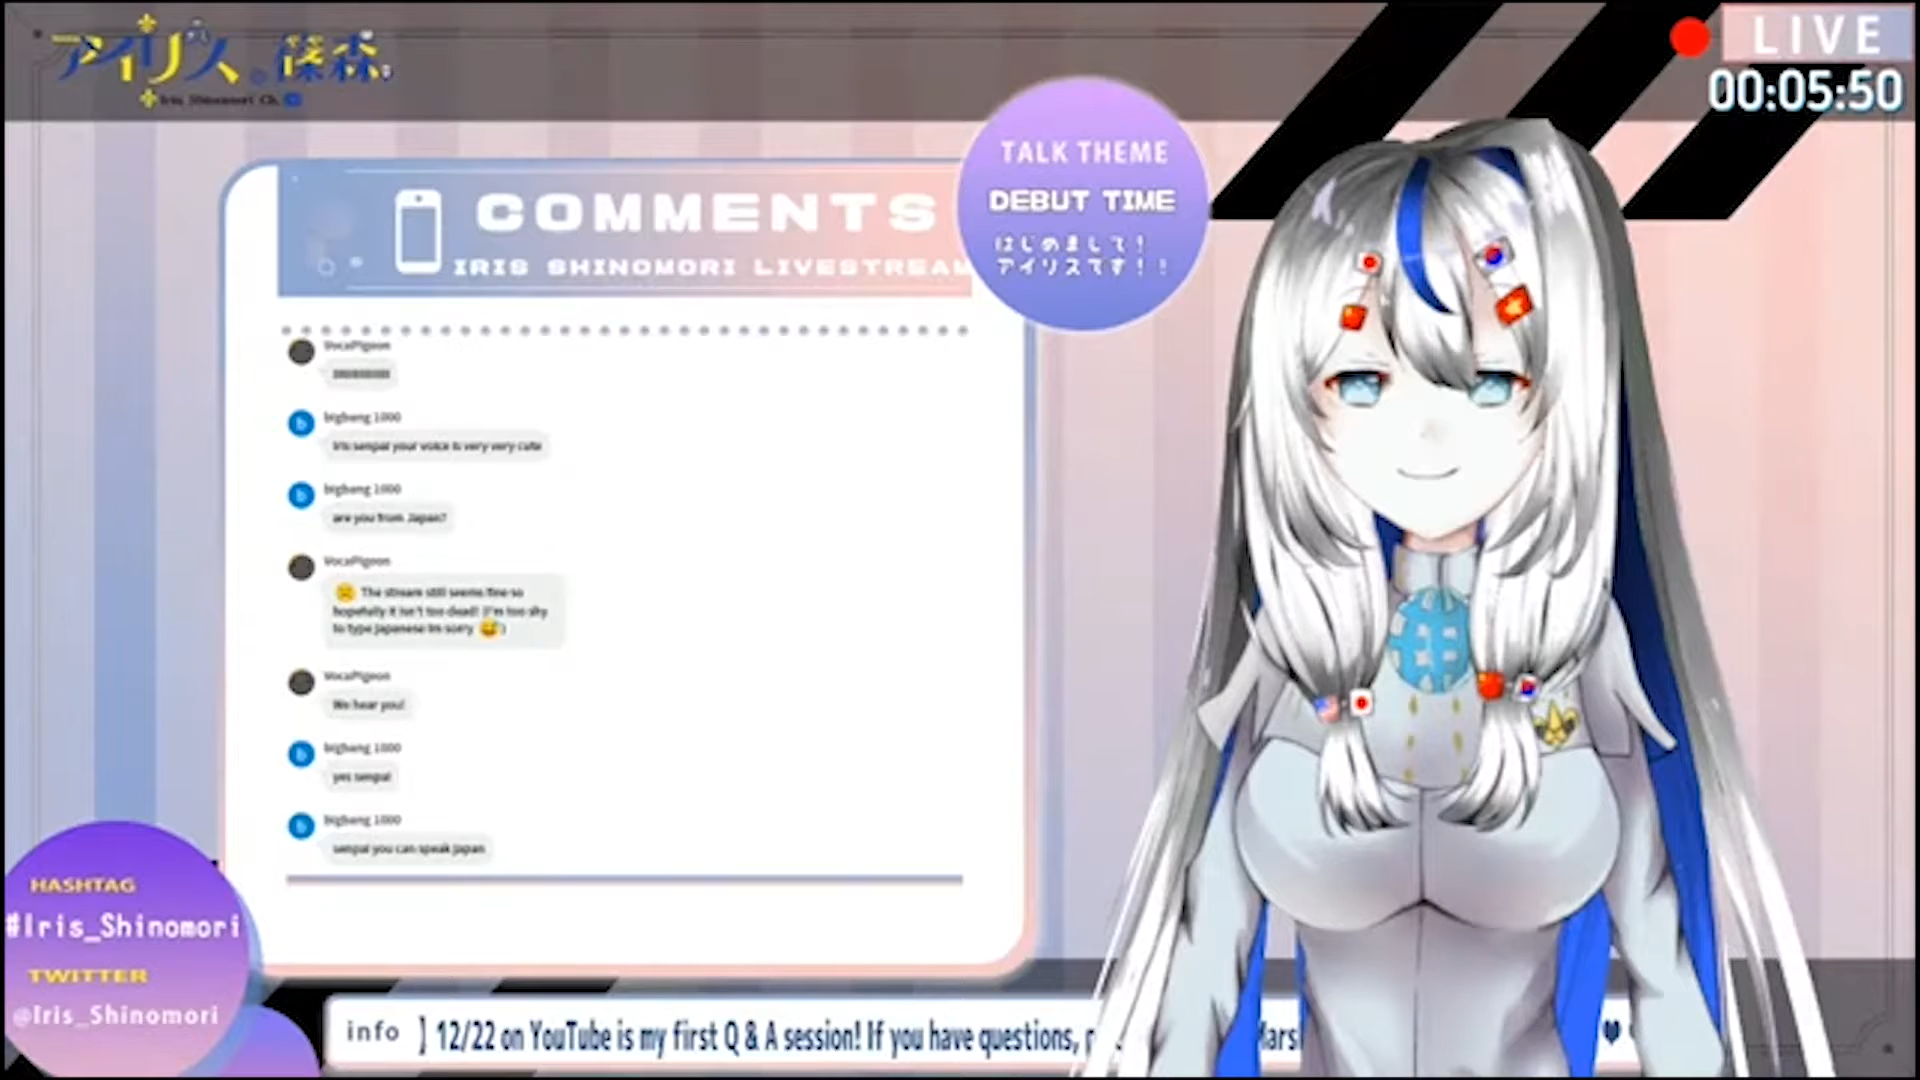 アイリス。篠森。
Iris Shinomori Ch.
LIVE
00:05:50
TALK THEME
DEBUT TIME
はじめまして！
アイリスです！！
COMMENTS
IRIS SHINOMORI LIVESTREAM
VocaPigeon
bigbang 1000
Iris senpai your voice is very very cute
bigbang 1000
are you from Japan?
VocaPigeon
The stream still seems fine so
hopefully it isn't too dead! (I'm too shy
to type Japanese Im sorry 😅)
VocaPigeon
We hear you!
bigbang 1000
yes senpai
bigbang 1000
senpai you can speak japan
HASHTAG
#Iris_Shinomori
TWITTER
@Iris_Shinomori
info 】12/22 on YouTube is my first Q & A session! If you have questions,